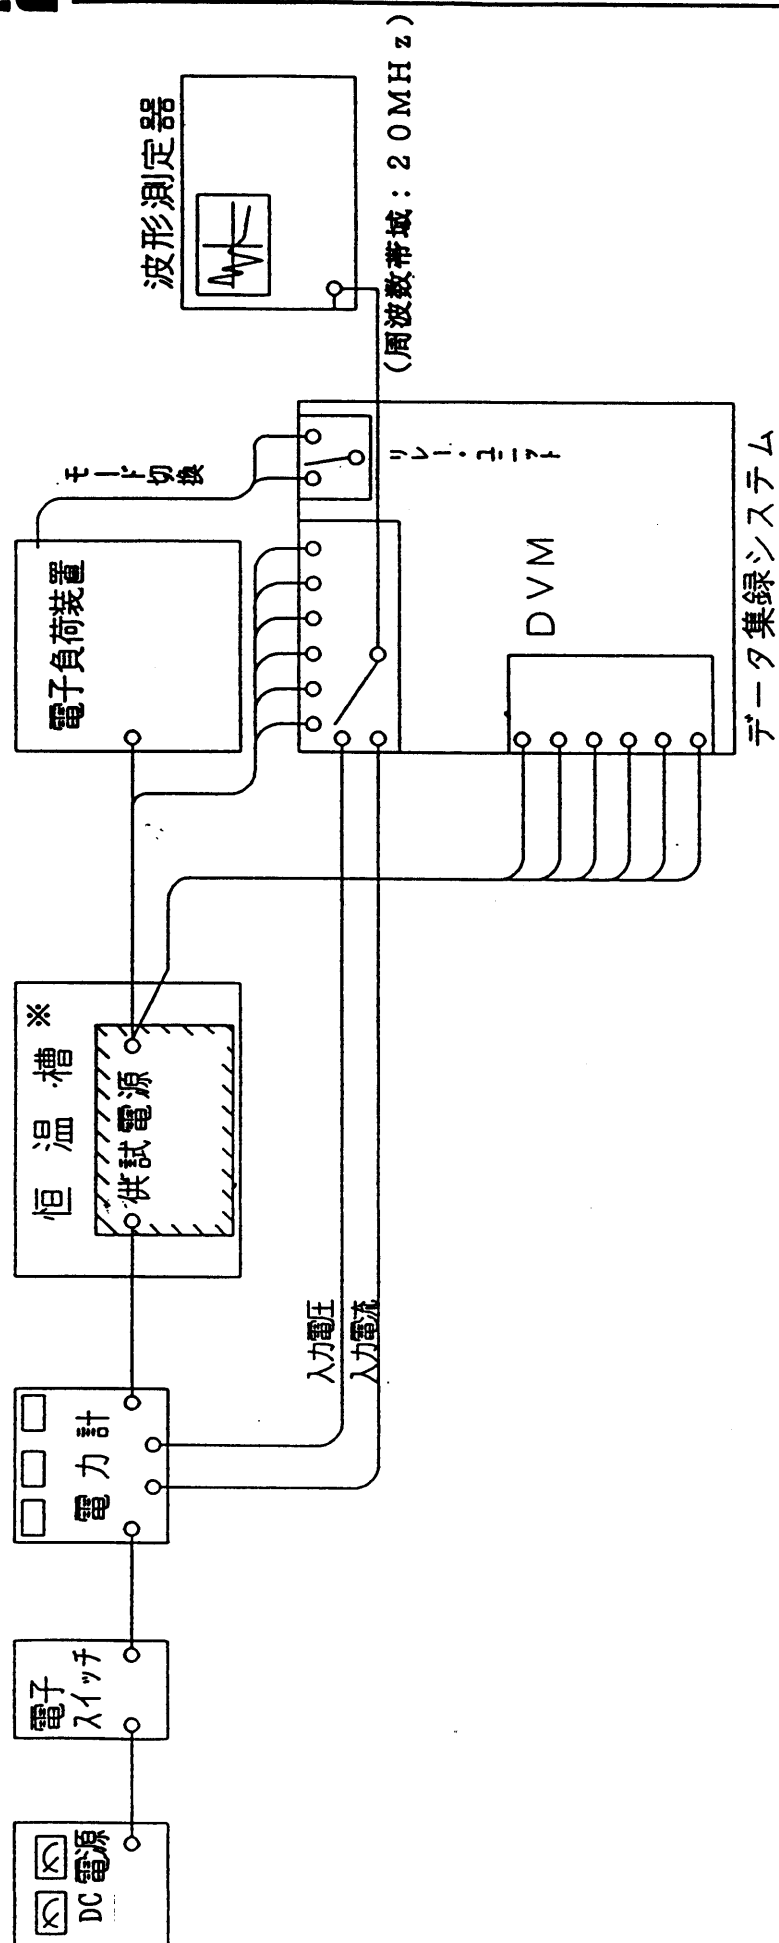 DC電源
電子
スイッチ
電力計
恒温槽※
供試電源
電子負荷装置
モード切換
波形測定器
(周波数帯域:20MHz)
リレー・ユニット
入力電圧
入力電流
DVM
データ集録システム